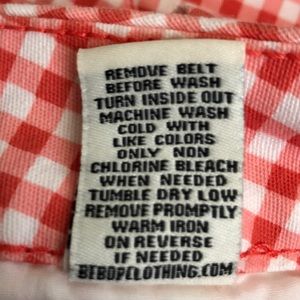 REMOVE BELT
BEFORE WASH
TURN INSIDE OUT
MACHINE WASH
COLD WITH
LIKE COLORS
ONLY NON
CHLORINE BLEACH
WHEN NEEDED
TUMBLE DRY LOW
REMOVE PROMPTLY
WARM IRON
ON REVERSE
IF NEEDED
BEBOPCLOTHING.COM